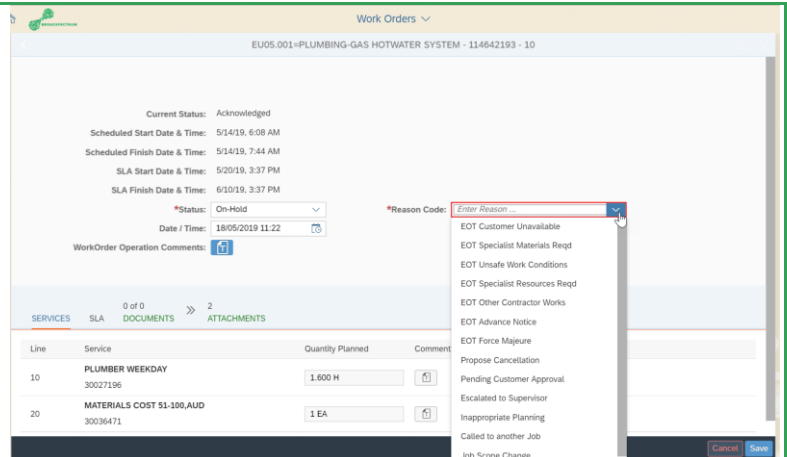 BROADSPECTRUM
Work Orders
EU05.001=PLUMBING-GAS HOTWATER SYSTEM - 114642193 - 10
Current Status: Acknowledged
Scheduled Start Date & Time: 5/14/19, 6:08 AM
Scheduled Finish Date & Time: 5/14/19, 7:44 AM
SLA Start Date & Time: 5/20/19, 3:37 PM
SLA Finish Date & Time: 6/10/19, 3:37 PM
*Status: On-Hold *Reason Code: Enter Reason ...
Date / Time: 18/05/2019 11:22
WorkOrder Operation Comments:
EOT Customer Unavailable
EOT Specialist Materials Reqd
EOT Unsafe Work Conditions
EOT Specialist Resources Reqd
EOT Other Contractor Works
EOT Advance Notice
EOT Force Majeure
Propose Cancellation
Pending Customer Approval
Escalated to Supervisor
Inappropriate Planning
Called to another Job
Job Scope Change
SERVICES SLA 0 of 0 DOCUMENTS 2 ATTACHMENTS
Line Service Quantity Planned Comment
10 PLUMBER WEEKDAY 1.600 H
30027196
20 MATERIALS COST 51-100,AUD 1 EA
30036471
Cancel Save